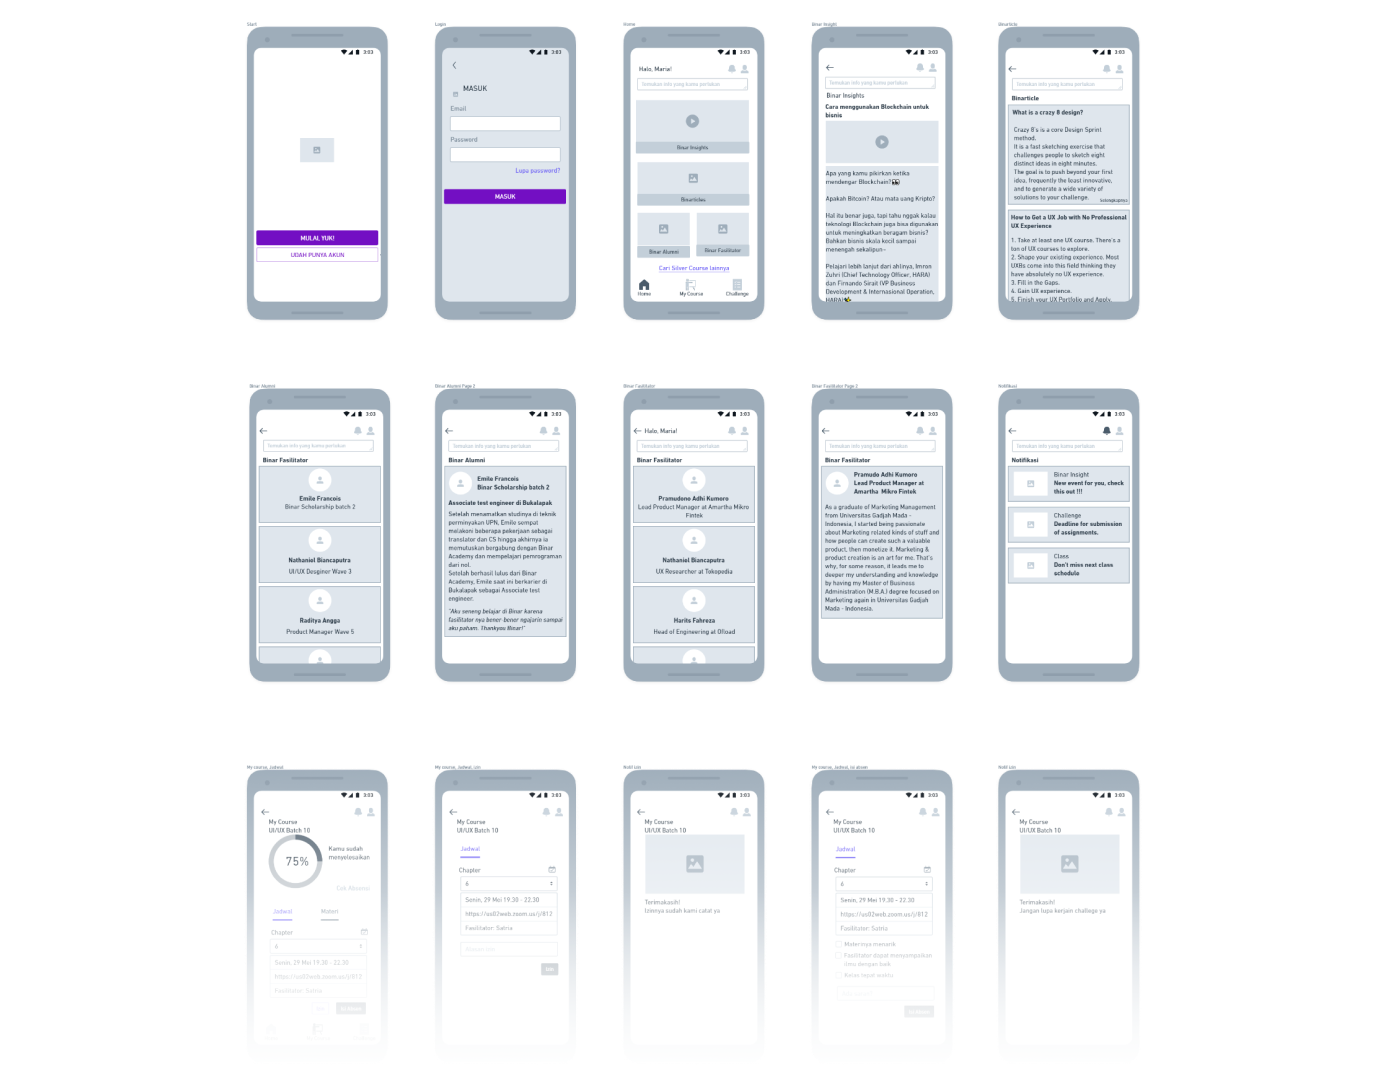 Start
3:03
MULAI, YUK!
UDAH PUNYA AKUN
Login
3:03
MASUK
Email
Password
Lupa password?
MASUK
Home
3:03
Halo, Maria!
Temukan info yang kamu perlukan
Binar Insights
Binarticles
Binar Alumni
Binar Fasilitator
Cari Silver Course lainnya
Home
My Course
Challenge
Binar Insight
3:03
Temukan info yang kamu perlukan
Binar Insights
Cara menggunakan Blockchain untuk
bisnis
Apa yang kamu pikirkan ketika
mendengar Blockchain?
Apakah Bitcoin? Atau mata uang Kripto?
Hal itu benar juga, tapi tahu nggak kalau
teknologi Blockchain juga bisa digunakan
untuk meningkatkan beragam bisnis?
Bahkan bisnis skala kecil sampai
menengah sekalipun~
Pelajari lebih lanjut dari ahlinya, Imron
Zuhri (Chief Technology Officer, HARA)
dan Firnando Sirait (VP Business
Development & Internssional Operation,
HARA)
Binarticle
3:03
Temukan info yang kamu perlukan
Binarticle
What is a crazy 8 design?
Crazy 8's is a core Design Sprint
method.
It is a fast sketching exercise that
challenges people to sketch eight
distinct ideas in eight minutes.
The goal is to push beyond your first
idea, frequently the least innovative,
and to generate a wide variety of
solutions to your challenge.
Selengkapnya
How to Get a UX Job with No Professional
UX Experience
1. Take at least one UX course. There's a
ton of UX courses to explore.
2. Shape your existing experience. Most
UXBs come into this field thinking they
have absolutely no UX experience.
3. Fill in the Gaps.
4. Gain UX experience.
5. Finish your UX Portfolio and Apply.
Binar Alumni
3:03
Temukan info yang kamu perlukan
Binar Fasilitator
Emile Francois
Binar Scholarship batch 2
Nathaniel Biancaputra
UI/UX Desginer Wave 3
Raditya Angga
Product Manager Wave 5
Binar Alumni Page 2
3:03
Temukan info yang kamu perlukan
Binar Alumni
Emile Francois
Binar Scholarship batch 2
Associate test engineer di Bukalapak
Setelah menamatkan studinya di teknik
perminyakan UPN, Emile sempat
melakoni beberapa pekerjaan sebagai
translator dan CS hingga akhirnya ia
memutuskan bergabung dengan Binar
Academy dan mempelajari pemrograman
dari nol.
Setelah berhasil lulus dari Binar
Academy, Emile saat ini berkarier di
Bukalapak sebagai Associate test
engineer.
"Aku seneng belajar di Binar karena
fasilitator nya bener-bener ngajarin sampai
aku paham. Thankyou Binar!"
Binar Fasilitator
3:03
Halo, Maria!
Temukan info yang kamu perlukan
Binar Fasilitator
Pramudono Adhi Kumoro
Lead Product Manager at Amartha Mikro
Fintok
Nathaniel Biancaputra
UX Researcher at Tokopedia
Harits Fahreza
Head of Engineering at Ofload
Binar Fasilitator Page 2
3:03
Temukan info yang kamu perlukan
Binar Fasilitator
Pramudo Adhi Kumoro
Lead Product Manager at
Amartha Mikro Fintek
As a graduate of Marketing Management
from Universitas Gadjah Mada -
Indonesia, I started being passionate
about Marketing related kinds of stuff and
how people can create such a valuable
product, then monetize it. Marketing &
product creation is an art for me. That's
why, for some reason, it leads me to
deeper my understanding and knowledge
by having my Master of Business
Administration (M.B.A.) degree focused on
Marketing again in Universitas Gadjah
Mada - Indonesia.
Notifikasi
3:03
Temukan info yang kamu perlukan
Notifikasi
Binar Insight
New event for you, check
this out !!!
Challenge
Deadline for submission
of assignments.
Class
Don't miss next class
schedule
My course, Jadwal
3:03
My Course
UI/UX Batch 10
75%
Kamu sudah
menyelesaikan
Cek Absensi
Jadwal
Materi
Chapter
6
Senin, 29 Mei 19.30 - 22.30
https://us02web.zoom.us/j/812
Fasilitator: Satria
My course, Jadwal, izin
3:03
My Course
UI/UX Batch 10
Jadwal
Chapter
6
Senin, 29 Mei 19.30 - 22.30
https://us02web.zoom.us/j/812
Fasilitator: Satria
Izin
Notif izin
3:03
My Course
UI/UX Batch 10
Terimakasih!
Izinnya sudah kami catat ya
My course, Jadwal,
3:03
My Course
UI/UX Batch 10
Jadwal
Chapter
6
Senin, 29 Mei 19.30 - 22.30
https://us02web.zoom.us/j/812
Fasilitator: Satria
Materinya menarik
Fasilitator dapat menyampaikan
ilmu dengan baik
Kelas tepat waktu
Notif izin
3:03
My Course
UI/UX Batch 10
Terimakasih!
Jangan lupa kerjain challege ya